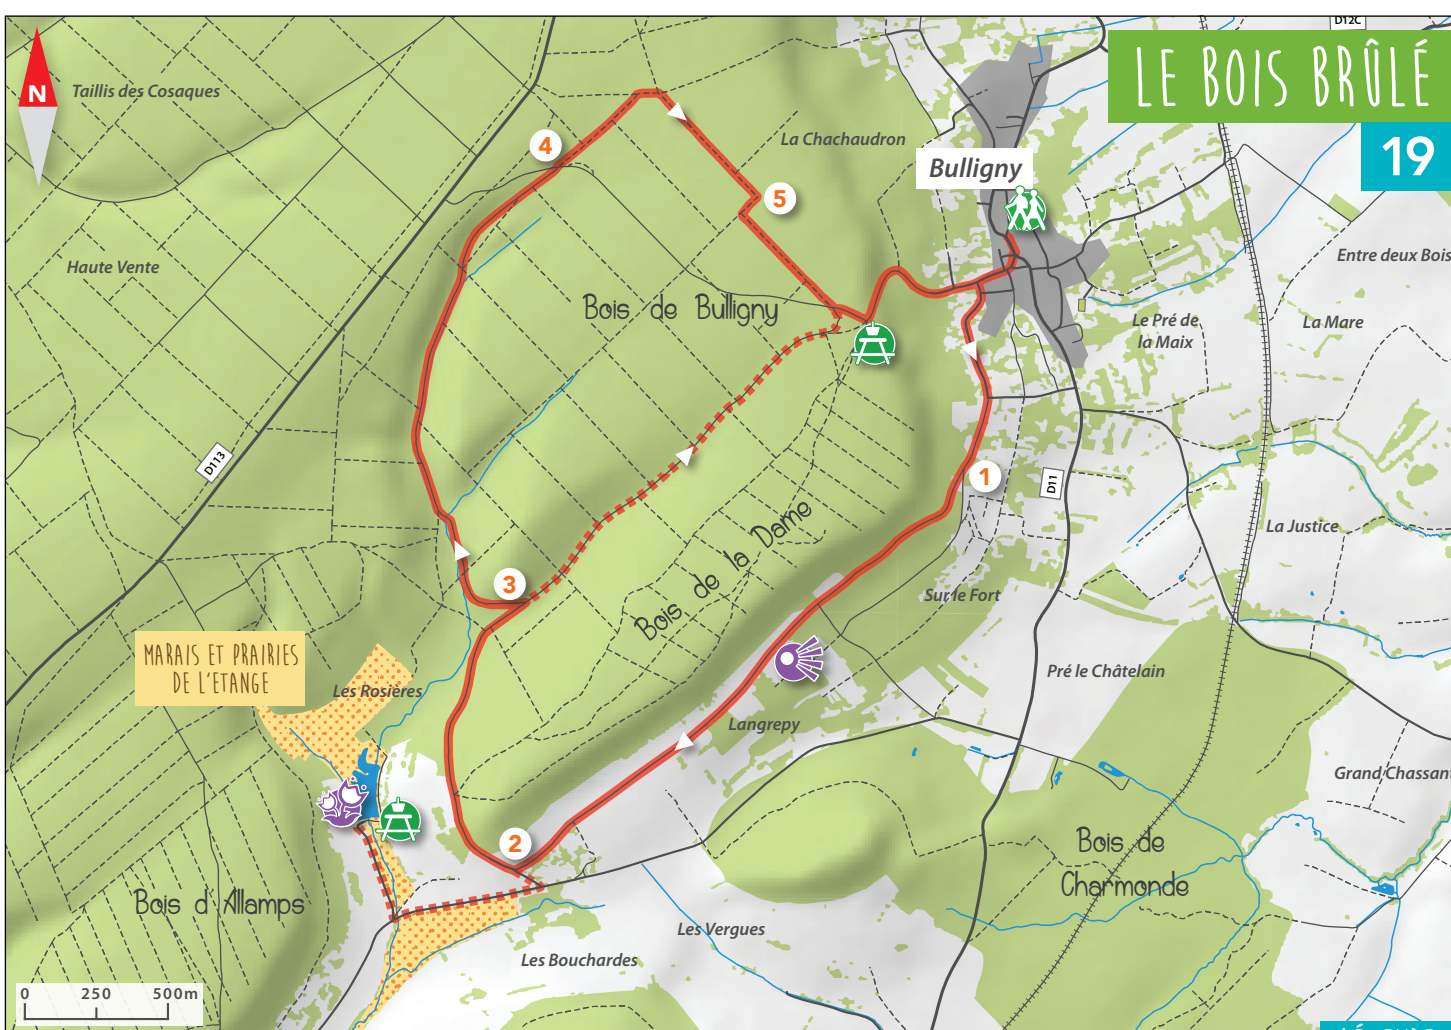 D12C
LE BOIS BRÛLÉ
19
N
Taillis des Cosaques
4
La Chachaudron
Bulligny
5
Haute Vente
Entre deux Bois
Bois de Bulligny
Le Pré de
la Maix
La Mare
D113
1
D11
La Justice
3
Bois de la Dame
Sur le Fort
MARAIS ET PRAIRIES
DE L'ETANGE
Les Rosières
Pré le Châtelain
Langrepy
Grand Chassan
2
Bois de
Charmonde
Bois d'Allamps
Les Vergues
Les Bouchardes
0 250 500m